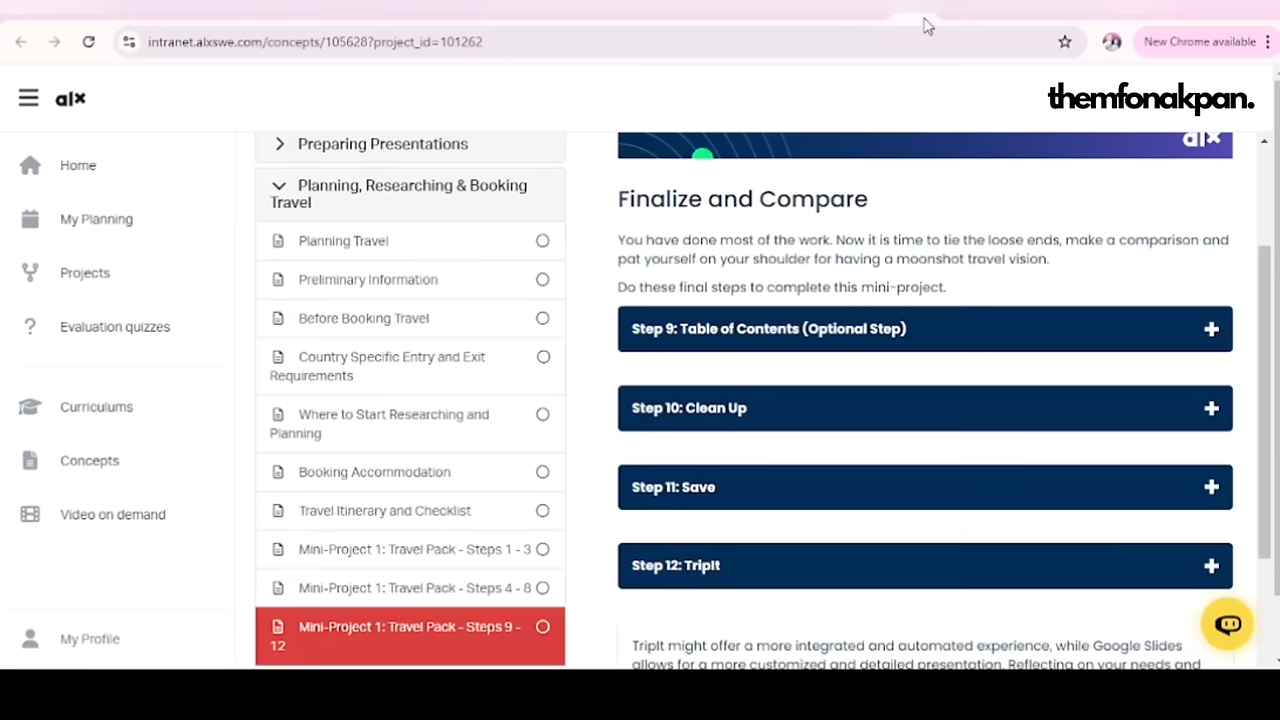 intranet.alxswe.com/concepts/105628?project_id=101262
New Chrome available
alx
themfonakpan.
Home
My Planning
Projects
?
Evaluation quizzes
Curriculums
Concepts
Video on demand
My Profile
Preparing Presentations
Planning, Researching & Booking
Travel
Planning Travel
Preliminary Information
Before Booking Travel
Country Specific Entry and Exit
Requirements
Where to Start Researching and
Planning
Booking Accommodation
Travel Itinerary and Checklist
Mini-Project 1: Travel Pack - Steps 1 - 3
Mini-Project 1: Travel Pack - Steps 4 - 8
Mini-Project 1: Travel Pack - Steps 9 -
12
alx
Finalize and Compare
You have done most of the work. Now it is time to tie the loose ends, make a comparison and
pat yourself on your shoulder for having a moonshot travel vision.
Do these final steps to complete this mini-project.
Step 9: Table of Contents (Optional Step)
Step 10: Clean Up
Step 11: Save
Step 12: TripIt
TripIt might offer a more integrated and automated experience, while Google Slides
allows for a more customized and detailed presentation. Reflecting on your needs and